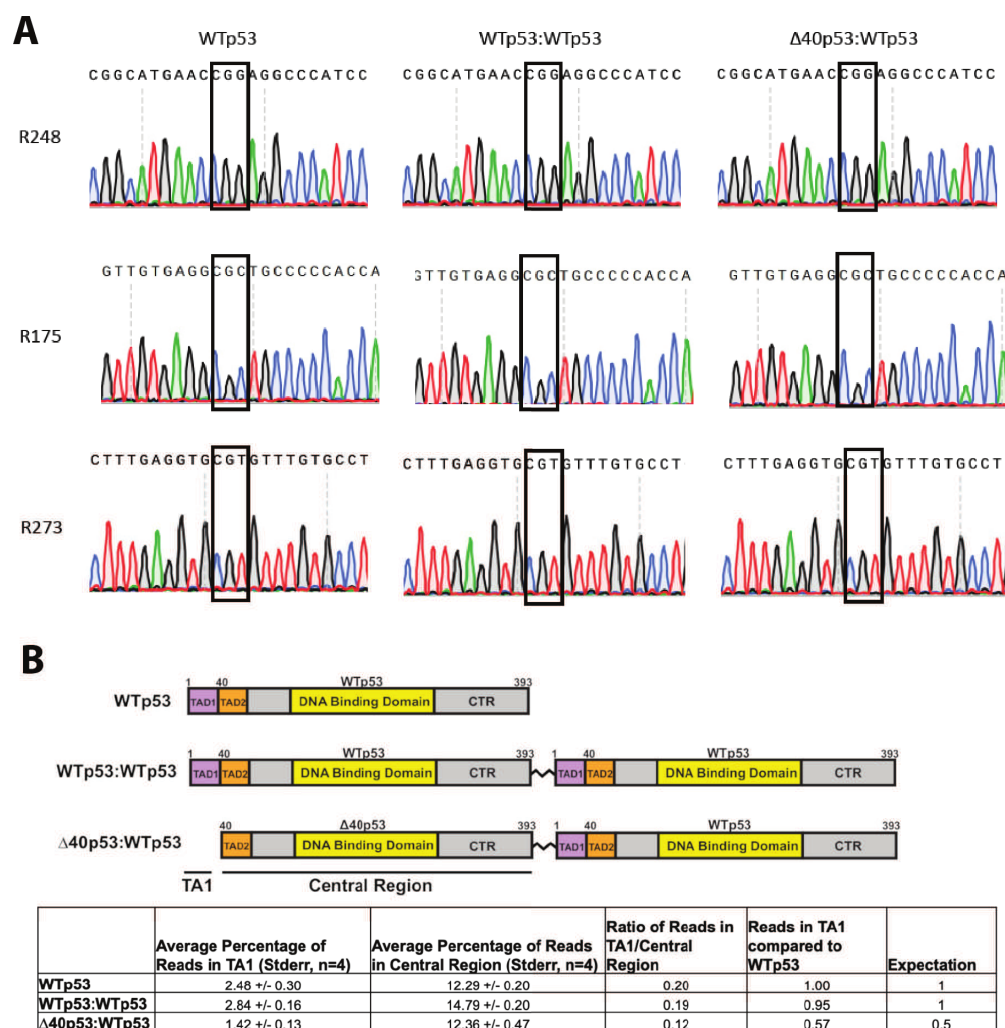 A
WTp53 WTp53:WTp53 Δ40p53:WTp53
CGGCATGAACCGGAGGCCCATCC CGGCATGAACCGGAGGCCCATCC CGGCATGAACCGGAGGCCCATCC
R248
GTTGTGAGGCGCTGCCCCCACCA GTTGTGAGGCGCTGCCCCCACCA GTTGTGAGGCGCTGCCCCCACCA
R175
CTTTGAGGTGCGTGTTTGTGCCT CTTTGAGGTGCGTGTTTGTGCCT CTTTGAGGTGCGTGTTTGTGCCT
R273
B
1 40 WTp53 393
WTp53 TAD1 TAD2 DNA Binding Domain CTR
1 40 WTp53 393 1 40 WTp53 393
WTp53:WTp53 TAD1 TAD2 DNA Binding Domain CTR TAD1 TAD2 DNA Binding Domain CTR
40 Δ40p53 393 1 40 WTp53 393
Δ40p53:WTp53 TAD2 DNA Binding Domain CTR TAD1 TAD2 DNA Binding Domain CTR
TA1 Central Region
Average Percentage of Reads in TA1 (Stderr, n=4) Average Percentage of Reads in Central Region (Stderr, n=4) Ratio of Reads in TA1/Central Region Reads in TA1 compared to WTp53 Expectation
WTp53 2.48 +/- 0.30 12.29 +/- 0.20 0.20 1.00 1
WTp53:WTp53 2.84 +/- 0.16 14.79 +/- 0.20 0.19 0.95 1
Δ40p53:WTp53 1.42 +/- 0.13 12.36 +/- 0.47 0.12 0.57 0.5